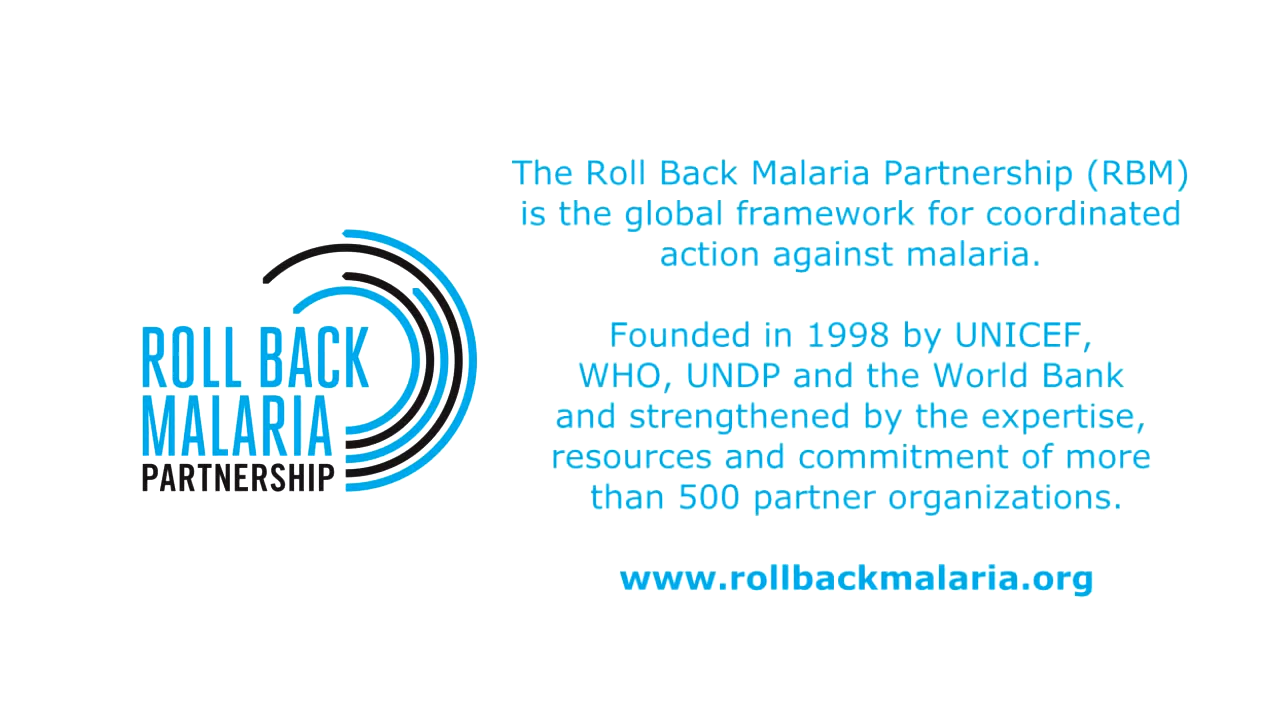 ROLL BACK
MALARIA
PARTNERSHIP
The Roll Back Malaria Partnership (RBM)
is the global framework for coordinated
action against malaria.
Founded in 1998 by UNICEF,
WHO, UNDP and the World Bank
and strengthened by the expertise,
resources and commitment of more
than 500 partner organizations.
www.rollbackmalaria.org